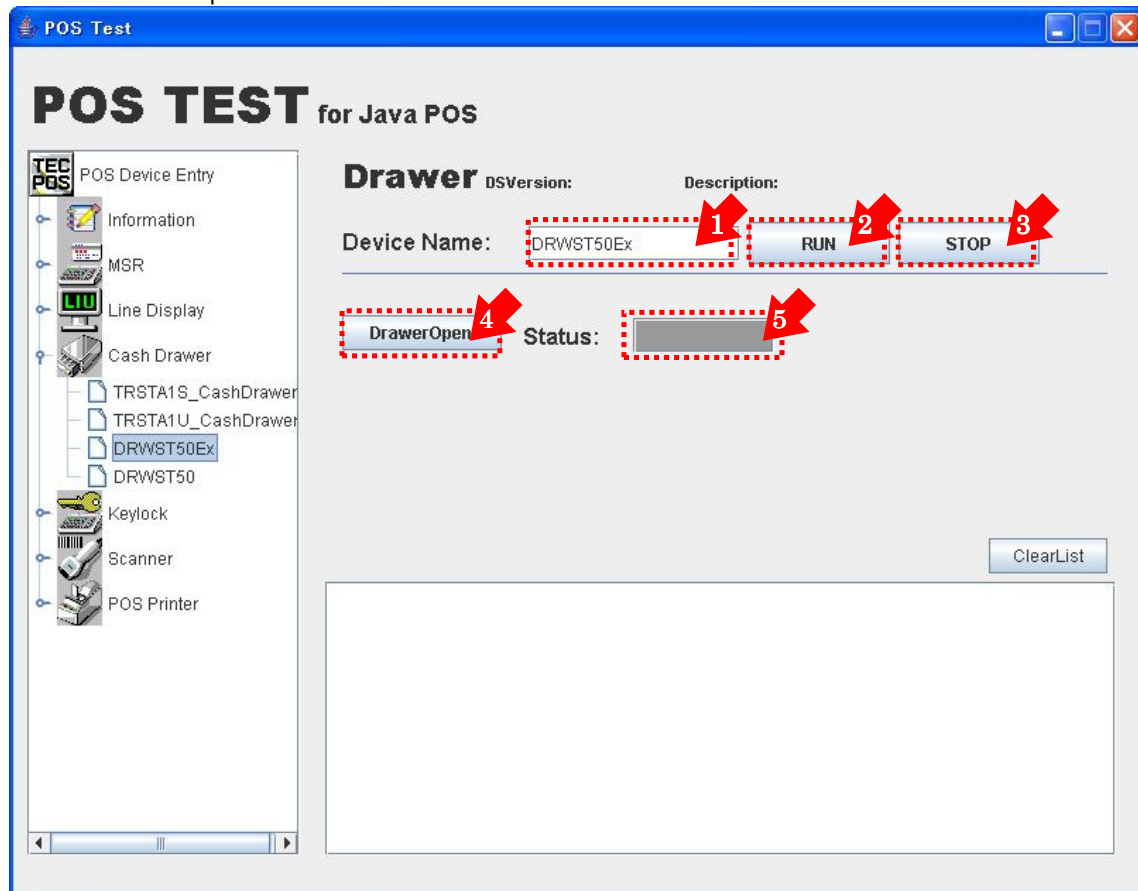 POS Test
POS TEST for Java POS
TEC
POS
POS Device Entry
Information
MSR
LIU
Line Display
Cash Drawer
TRSTA1S_CashDrawer
TRSTA1U_CashDrawer
DRWST50Ex
DRWST50
Keylock
Scanner
POS Printer
Drawer DSVersion: Description:
Device Name: DRWST50Ex 1 RUN 2 STOP 3
DrawerOpen 4 Status: 5
ClearList